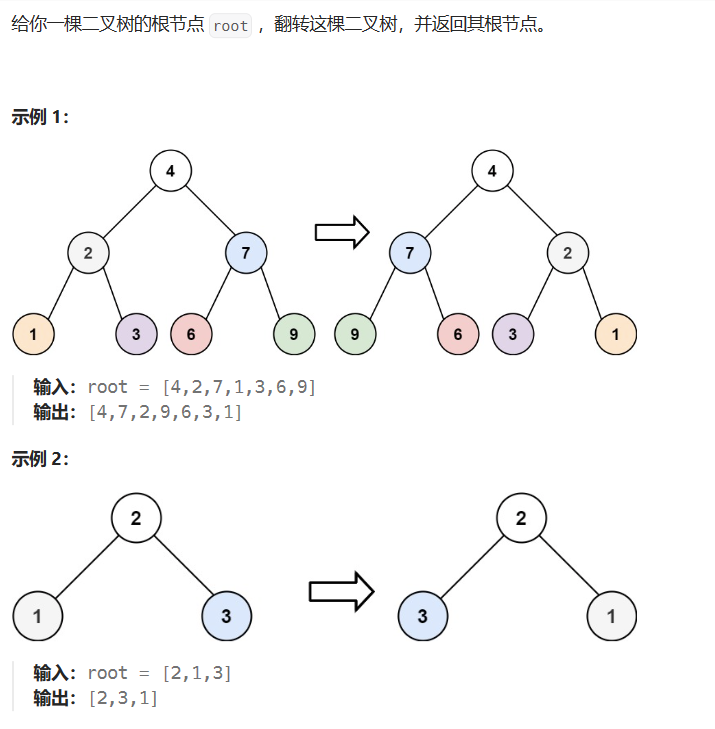 给你一棵二叉树的根节点 root ，翻转这棵二叉树，并返回其根节点。
示例 1：
4 4
2 7 7 2
1 3 6 9 9 6 3 1
输入：root = [4,2,7,1,3,6,9]
输出：[4,7,2,9,6,3,1]
示例 2：
2 2
1 3 3 1
输入：root = [2,1,3]
输出：[2,3,1]